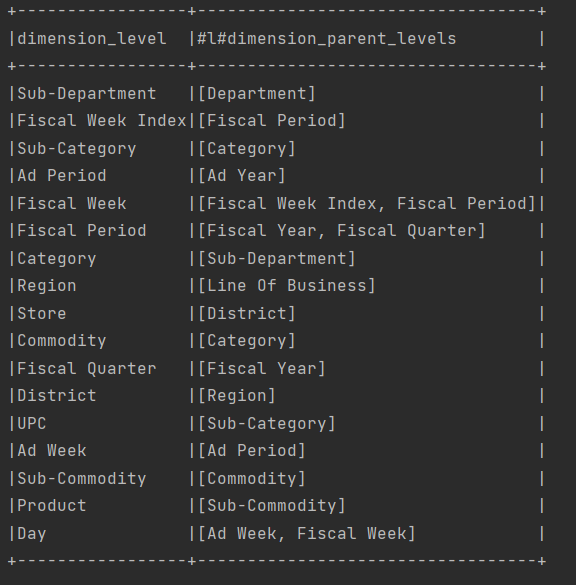 +-----------------+-----------------------------------+
|dimension_level  |#l#dimension_parent_levels         |
+-----------------+-----------------------------------+
|Sub-Department   |[Department]                       |
|Fiscal Week Index|[Fiscal Period]                    |
|Sub-Category     |[Category]                         |
|Ad Period        |[Ad Year]                          |
|Fiscal Week      |[Fiscal Week Index, Fiscal Period]|
|Fiscal Period    |[Fiscal Year, Fiscal Quarter]      |
|Category         |[Sub-Department]                   |
|Region           |[Line Of Business]                 |
|Store            |[District]                         |
|Commodity        |[Category]                         |
|Fiscal Quarter   |[Fiscal Year]                      |
|District         |[Region]                           |
|UPC              |[Sub-Category]                     |
|Ad Week          |[Ad Period]                        |
|Sub-Commodity    |[Commodity]                        |
|Product          |[Sub-Commodity]                    |
|Day              |[Ad Week, Fiscal Week]             |
+-----------------+-----------------------------------+